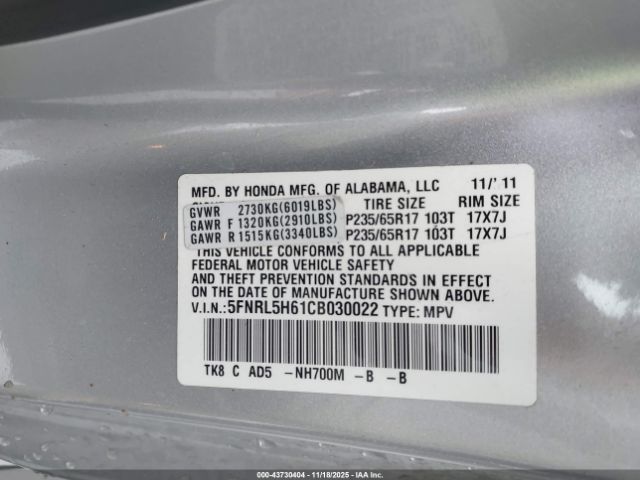 MFD. BY HONDA MFG. OF ALABAMA, LLC 11/'11
TIRE SIZE RIM SIZE
GVWR 2730KG(6019LBS)
GAWR F 1320KG(2910LBS) P235/65R17 103T 17X7J
GAWR R 1515KG(3340LBS) P235/65R17 103T 17X7J
THIS VEHICLE CONFORMS TO ALL APPLICABLE
FEDERAL MOTOR VEHICLE SAFETY
AND THEFT PREVENTION STANDARDS IN EFFECT
ON THE DATE OF MANUFACTURE SHOWN ABOVE.
V.I.N.:5FNRL5H61CB030022 TYPE: MPV
TK8 C AD5 -NH700M -B -B
000-43730404 | 11/18/2025 | IAAI.com